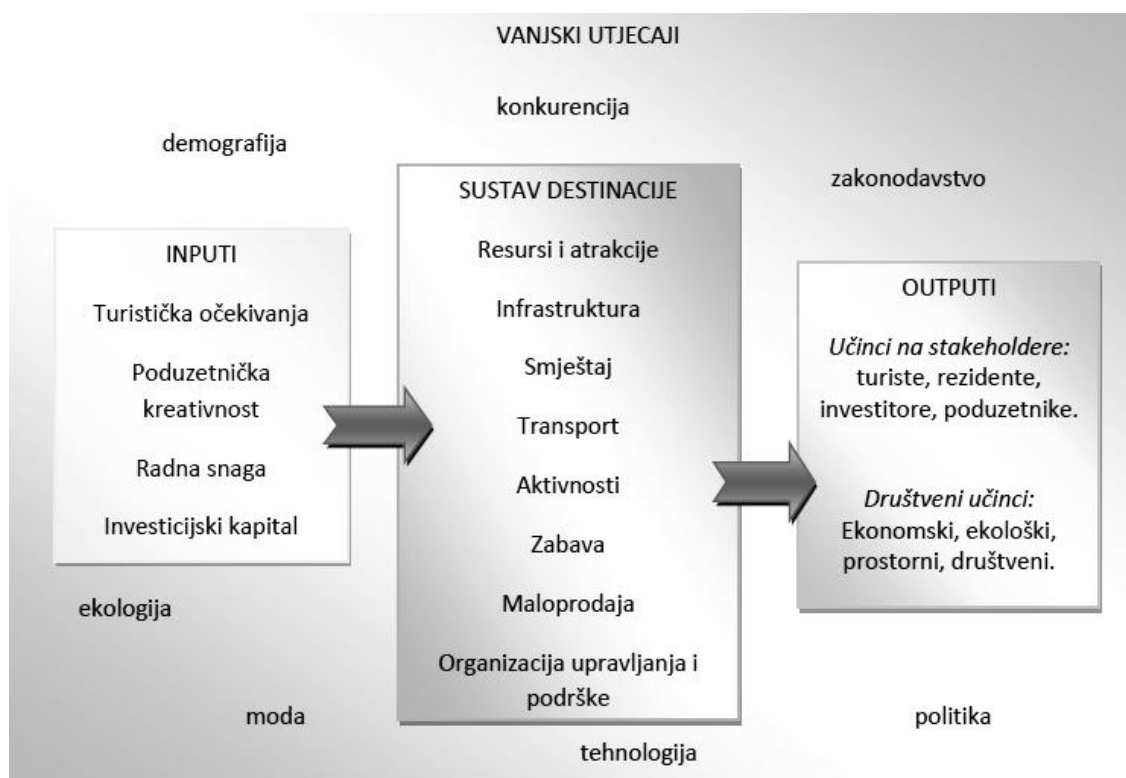 VANJSKI UTJECAJI
konkurencija
demografija
zakonodavstvo
INPUTI
Turistička očekivanja
Poduzetnička
kreativnost
Radna snaga
Investicijski kapital
SUSTAV DESTINACIJE
Resursi i atrakcije
Infrastruktura
Smještaj
Transport
Aktivnosti
Zabava
Maloprodaja
Organizacija upravljanja i
podrške
OUTPUTI
Učinci na stakeholdere:
turiste, rezidente,
investitore, poduzetnike.
Društveni učinci:
Ekonomski, ekološki,
prostorni, društveni.
ekologija
moda
tehnologija
politika